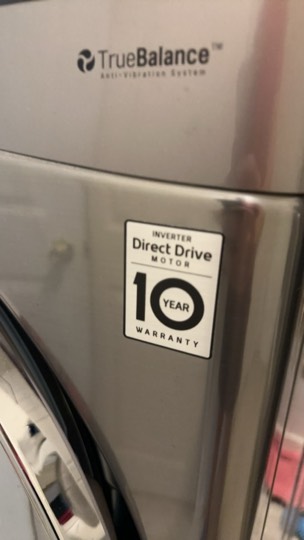 TrueBalance™
Anti-Vibration System
INVERTER
Direct Drive
MOTOR
10 YEAR
WARRANTY